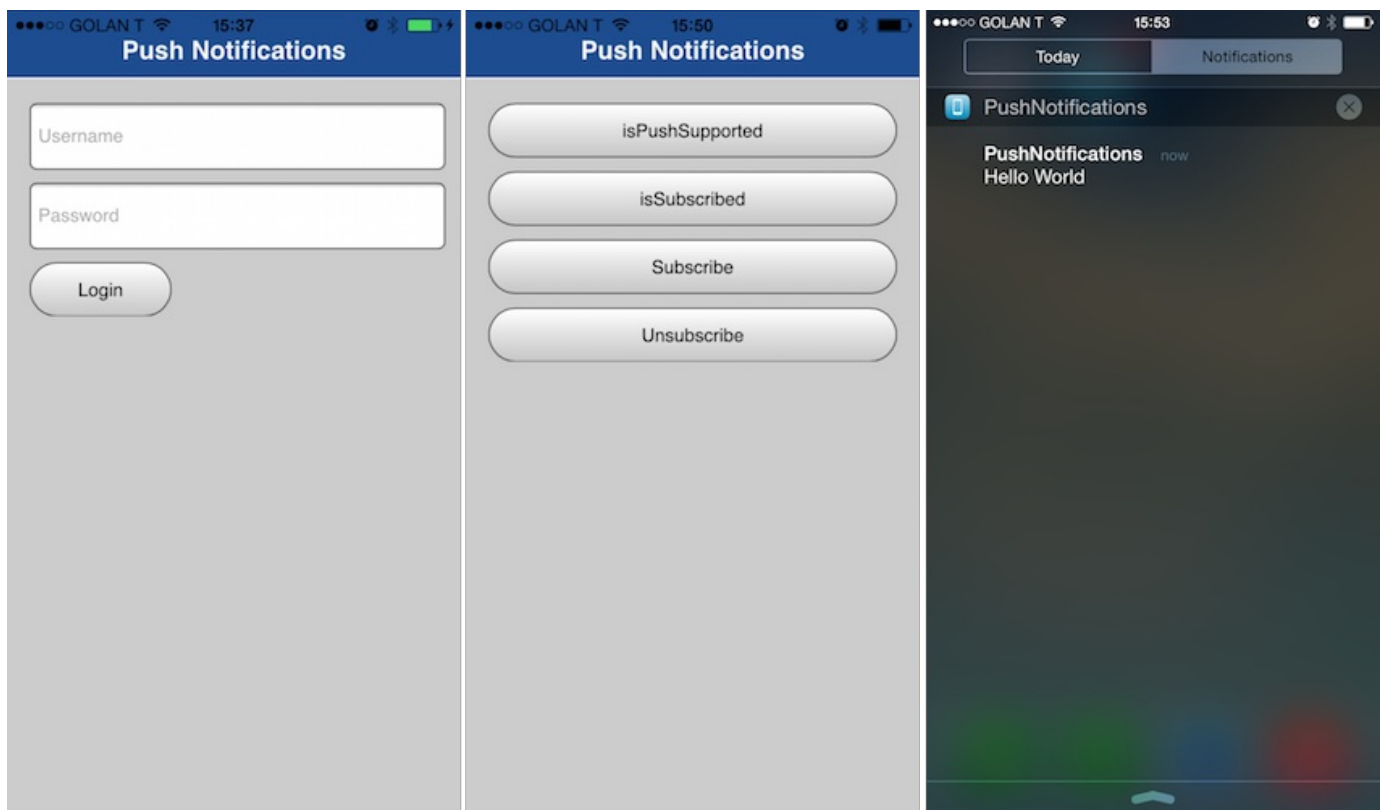 GOLAN T 15:37
Push Notifications
Username
Password
Login
GOLAN T 15:50
Push Notifications
isPushSupported
isSubscribed
Subscribe
Unsubscribe
GOLAN T 15:53
Today Notifications
PushNotifications
PushNotifications now
Hello World